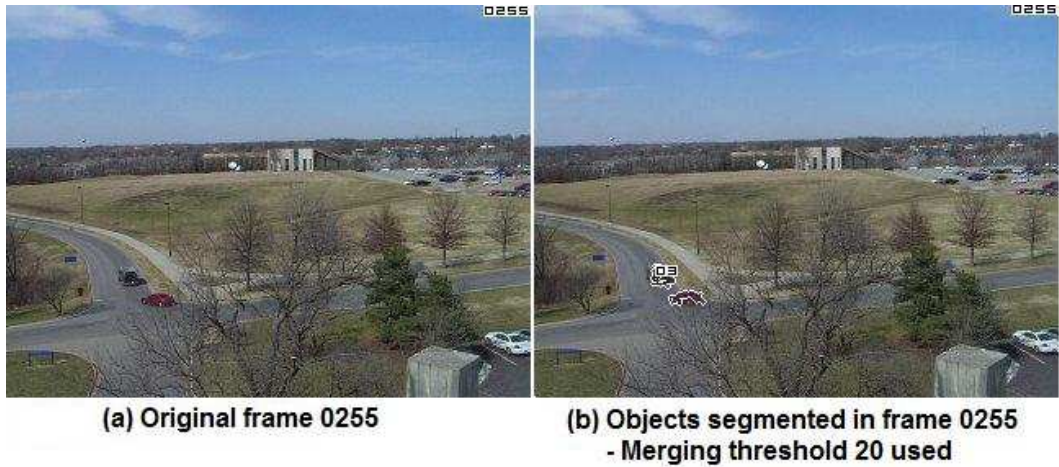 0255
0255
03
(a) Original frame 0255
(b) Objects segmented in frame 0255
- Merging threshold 20 used